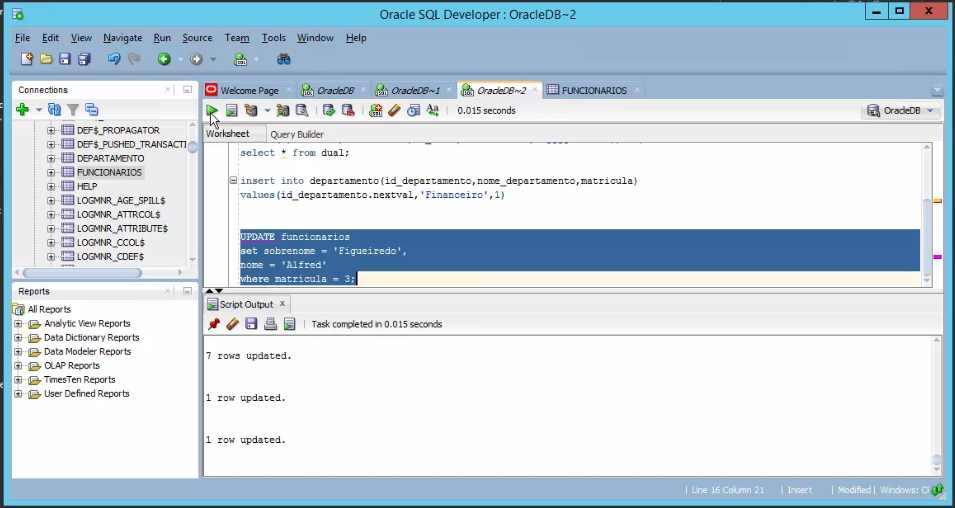 Oracle SQL Developer : OracleDB~2
File Edit View Navigate Run Source Team Tools Window Help
Connections
Welcome Page OracleDB OracleDB~1 OracleDB~2 FUNCIONARIOS
0.015 seconds OracleDB
Worksheet Query Builder
DEF$_PROPAGATOR
DEF$_PUSHED_TRANSACTI
DEPARTAMENTO
FUNCIONARIOS
HELP
LOGMNR_AGE_SPILL$
LOGMNR_ATTRCOL$
LOGMNR_ATTRIBUTE$
LOGMNR_CCOL$
LOGMNR_CDEF$
select * from dual;
insert into departamento(id_departamento,nome_departamento,matricula)
values(id_departamento.nextval,'Financeiro',1)
UPDATE funcionarios
set sobrenome = 'Figueiredo',
nome = 'Alfred'
where matricula = 3;
Reports
All Reports
Analytic View Reports
Data Dictionary Reports
Data Modeler Reports
OLAP Reports
TimesTen Reports
User Defined Reports
Script Output
Task completed in 0.015 seconds
7 rows updated.
1 row updated.
1 row updated.
Line 16 Column 21 Insert Modified Windows: C